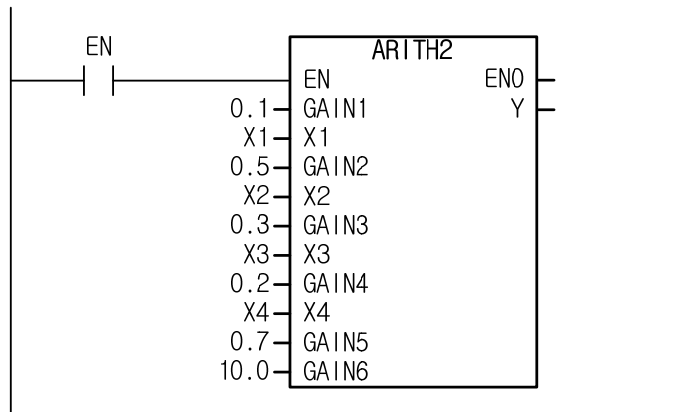 EN
ARITH2
EN ENO
0.1 GAIN1 Y
X1 X1
0.5 GAIN2
X2 X2
0.3 GAIN3
X3 X3
0.2 GAIN4
X4 X4
0.7 GAIN5
10.0 GAIN6